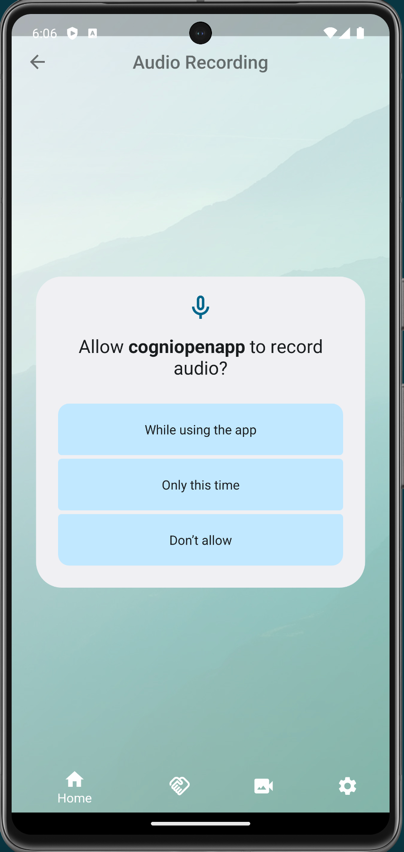 6:06
Audio Recording
Allow cogniopenapp to record
audio?
While using the app
Only this time
Don’t allow
Home